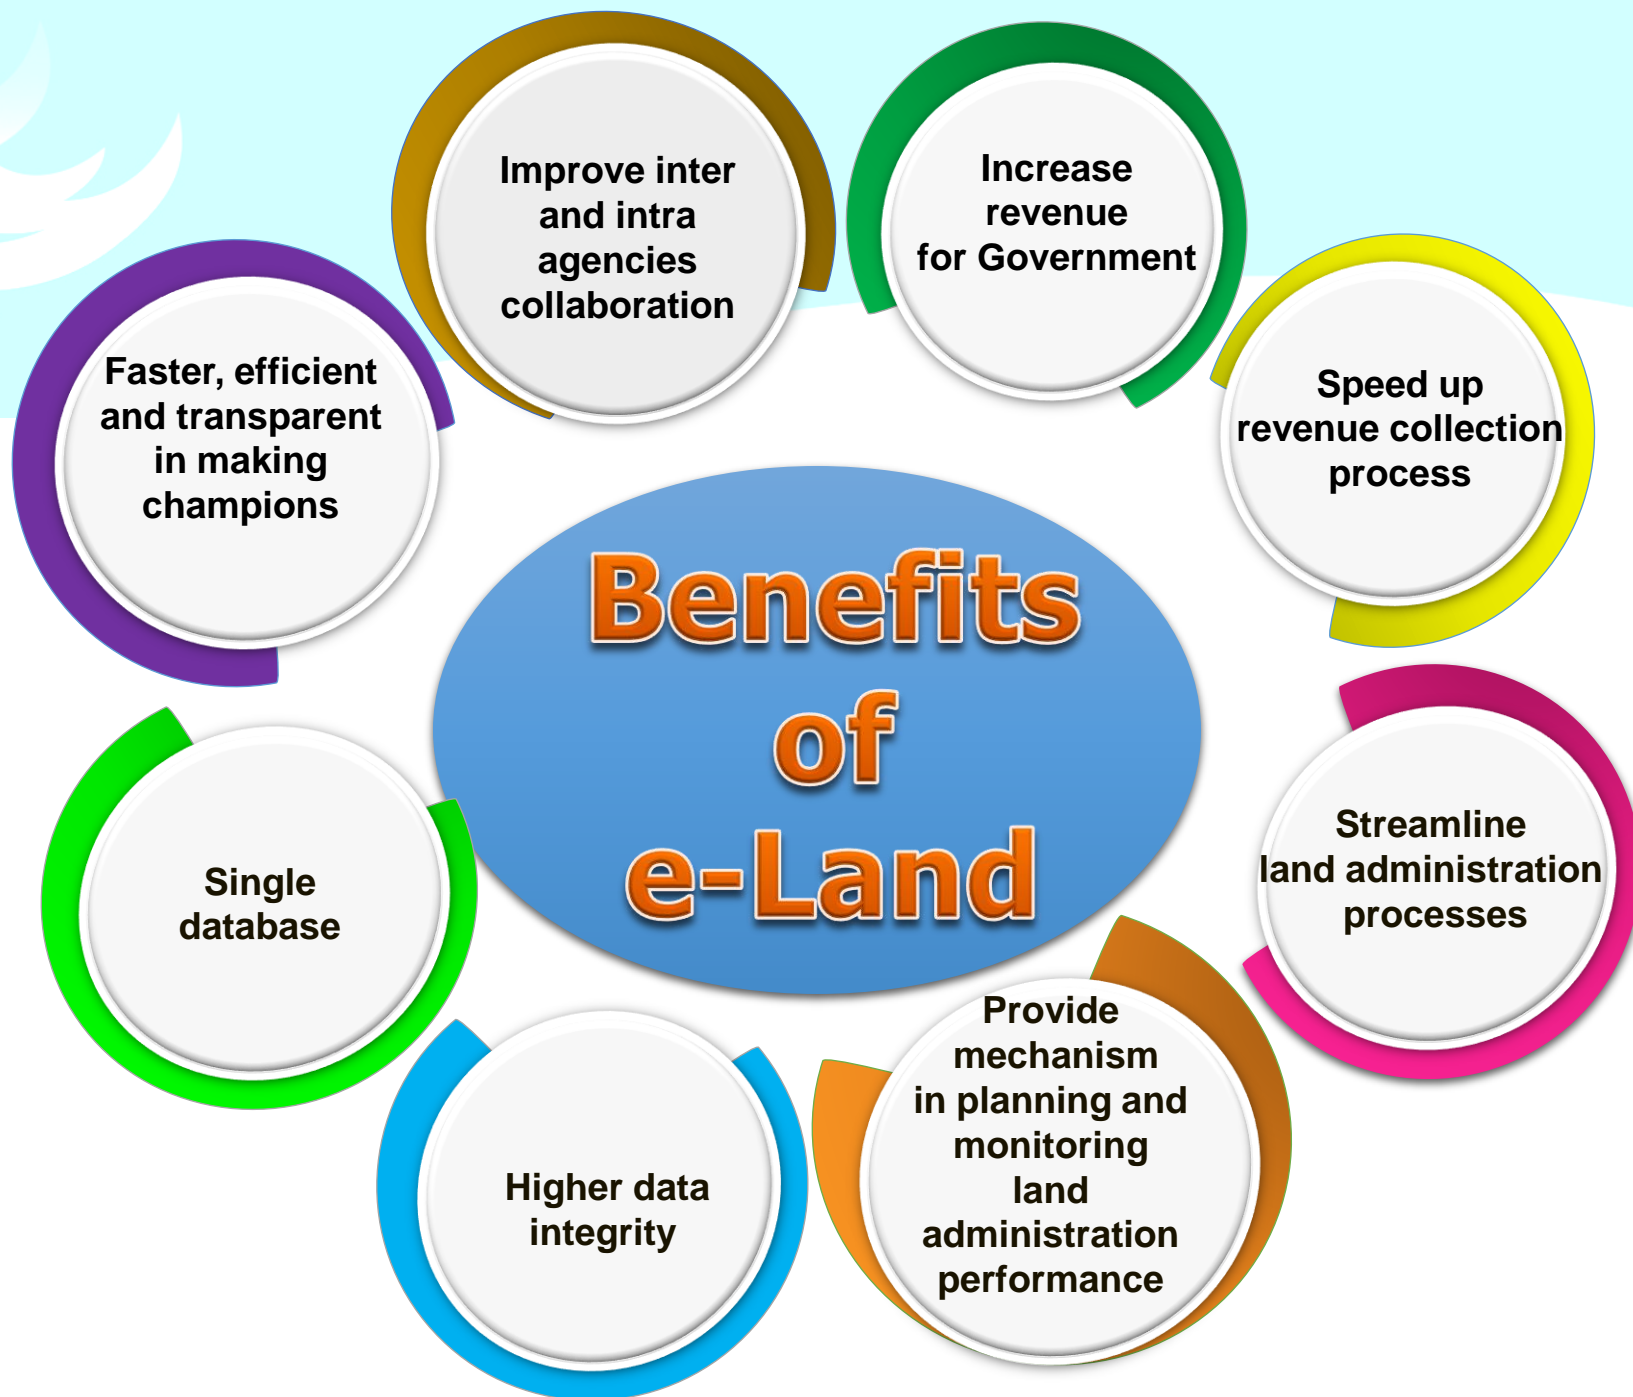 Improve inter
and intra
agencies
collaboration
Increase
revenue
for Government
Faster, efficient
and transparent
in making
champions
Speed up
revenue collection
process
Benefits
of
e-Land
Single
database
Streamline
land administration
processes
Higher data
integrity
Provide
mechanism
in planning and
monitoring
land
administration
performance